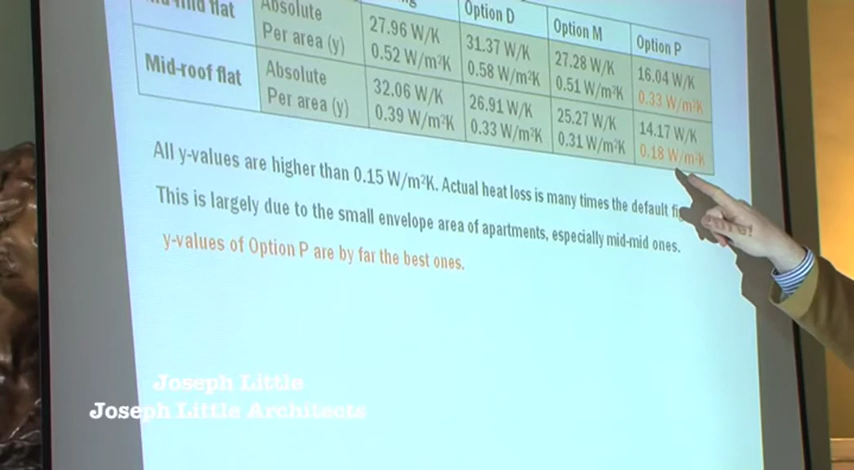 Option D
Option M
Option P
flat
Absolute
Per area (y)
27.96 W/K
0.52 W/m²K
31.37 W/K
0.58 W/m²K
27.28 W/K
0.51 W/m²K
16.04 W/K
0.33 W/m²K
Mid-roof flat
Absolute
Per area (y)
32.06 W/K
0.39 W/m²K
26.91 W/K
0.33 W/m²K
25.27 W/K
0.31 W/m²K
14.17 W/K
0.18 W/m²K
All y-values are higher than 0.15 W/m²K. Actual heat loss is many times the default
This is largely due to the small envelope area of apartments, especially mid-mid ones.
y-values of Option P are by far the best ones.
Joseph Little
Joseph Little Architects